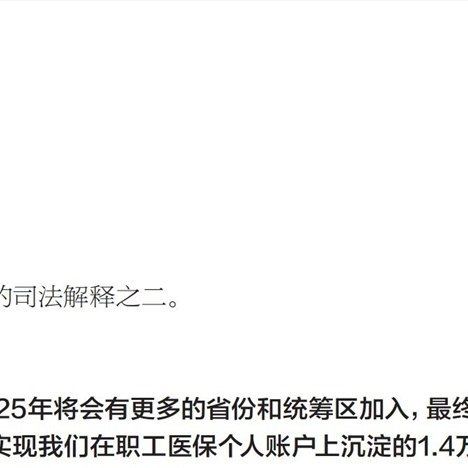 的司法解释之二。
25年将会有更多的省份和统筹区加入，最终
实现我们在职工医保个人账户上沉淀的1.4万